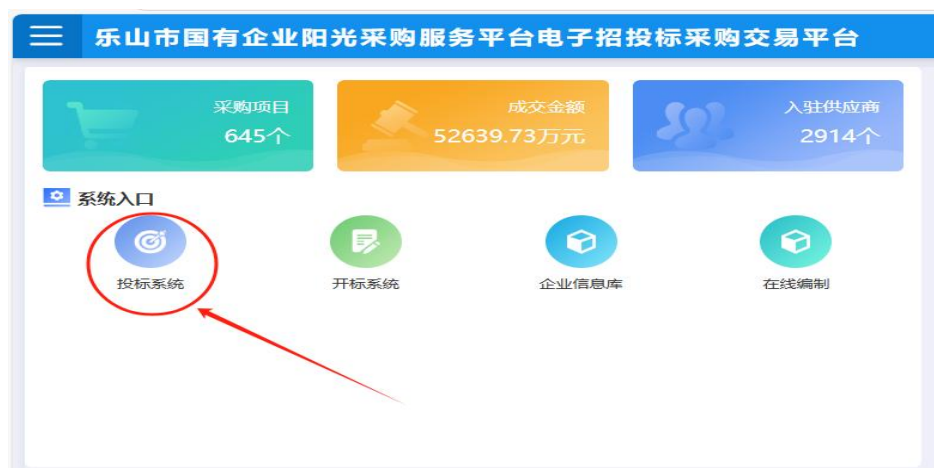 乐山市国有企业阳光采购服务平台电子招投标采购交易平台
采购项目
645个
成交金额
52639.73万元
入驻供应商
2914个
系统入口
投标系统
开标系统
企业信息库
在线编制